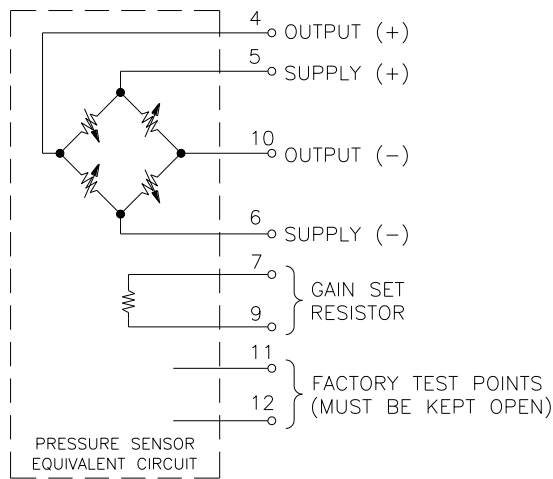 4 OUTPUT (+)
5 SUPPLY (+)
10 OUTPUT (−)
6 SUPPLY (−)
7
GAIN SET
RESISTOR
9
11
FACTORY TEST POINTS
(MUST BE KEPT OPEN)
12
PRESSURE SENSOR
EQUIVALENT CIRCUIT